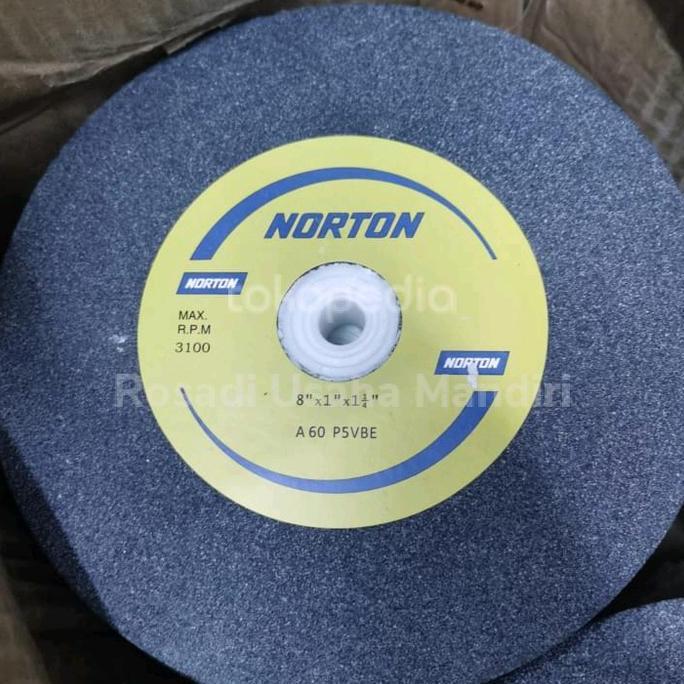 NORTON
NORTON
MAX.
R.P.M
3100
tokopedia
NORTON
Rosadi Usaha Mandiri
8"x1"x1¼"
A 60 P5VBE